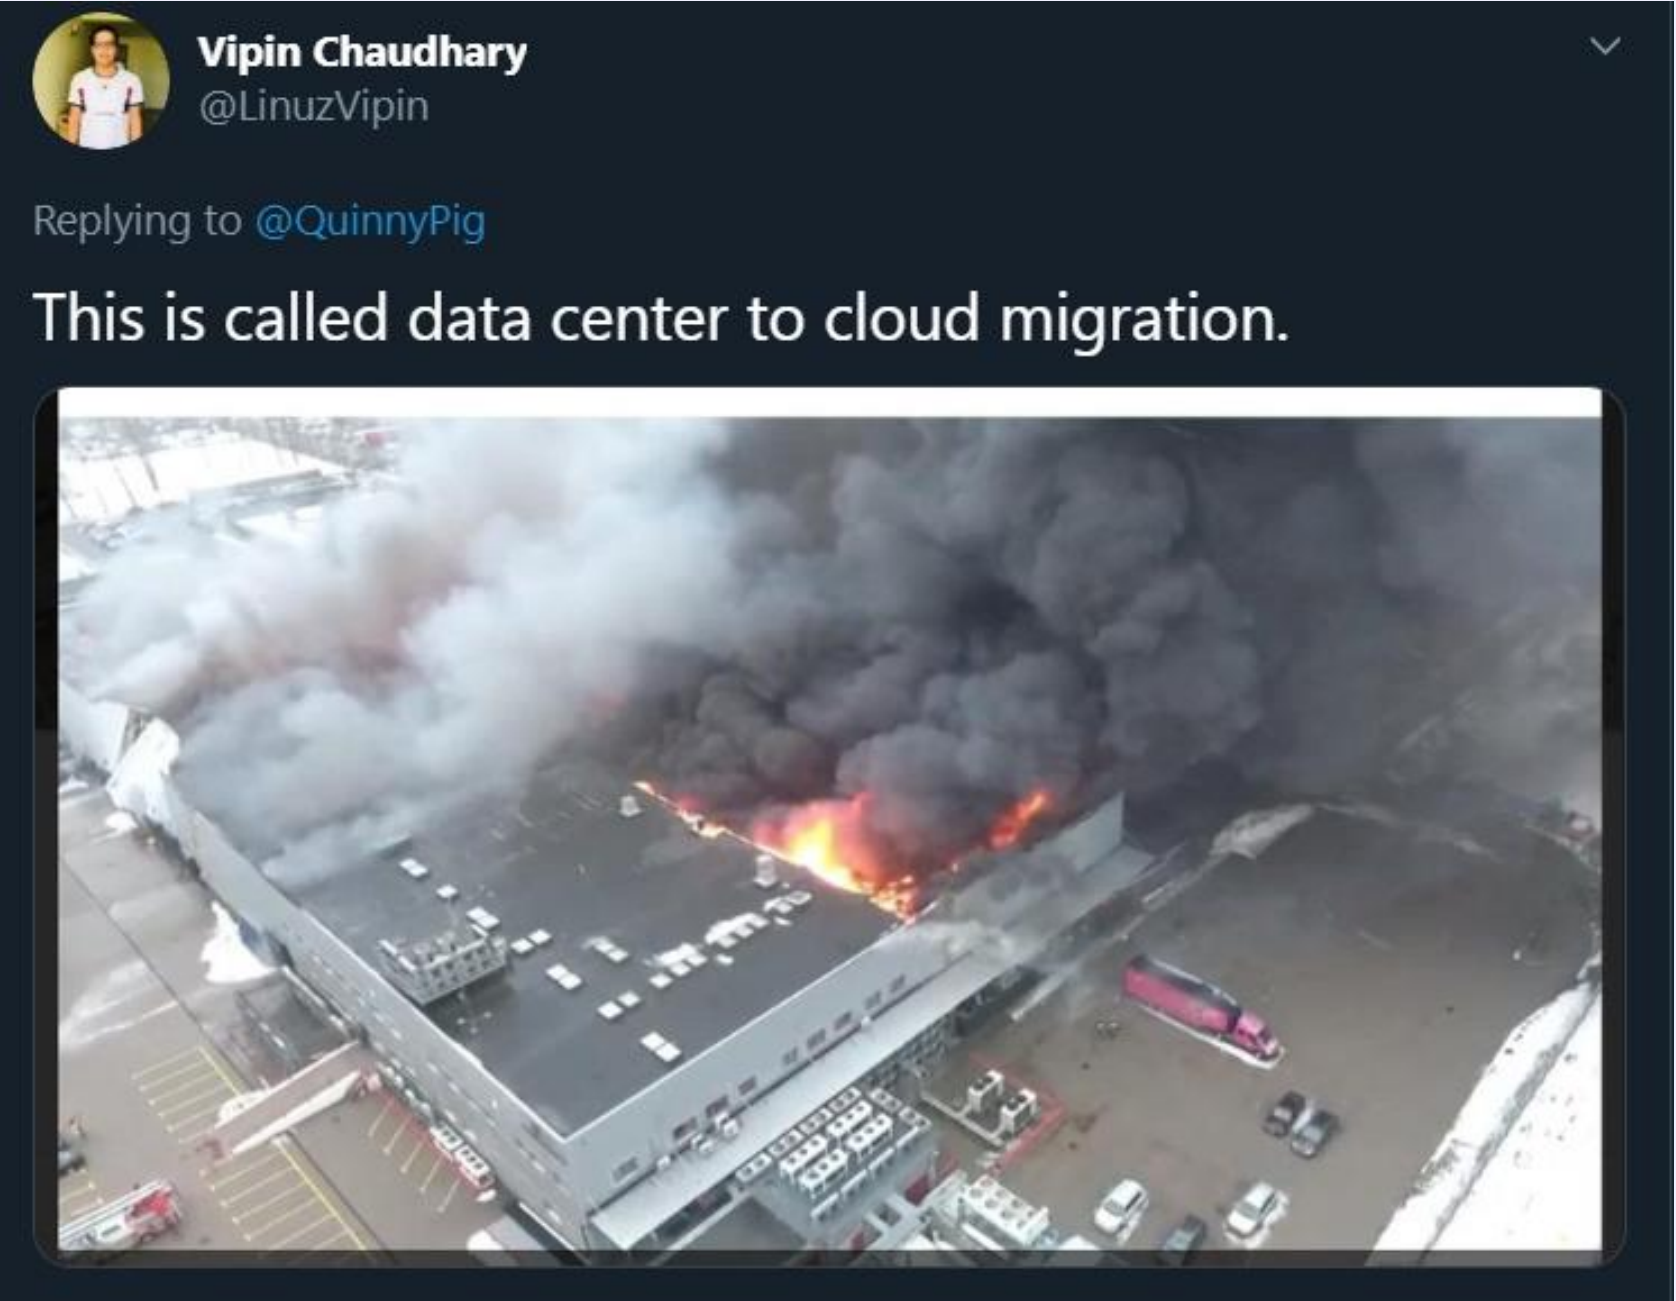 Vipin Chaudhary
@LinuzVipin
Replying to @QuinnyPig
This is called data center to cloud migration.